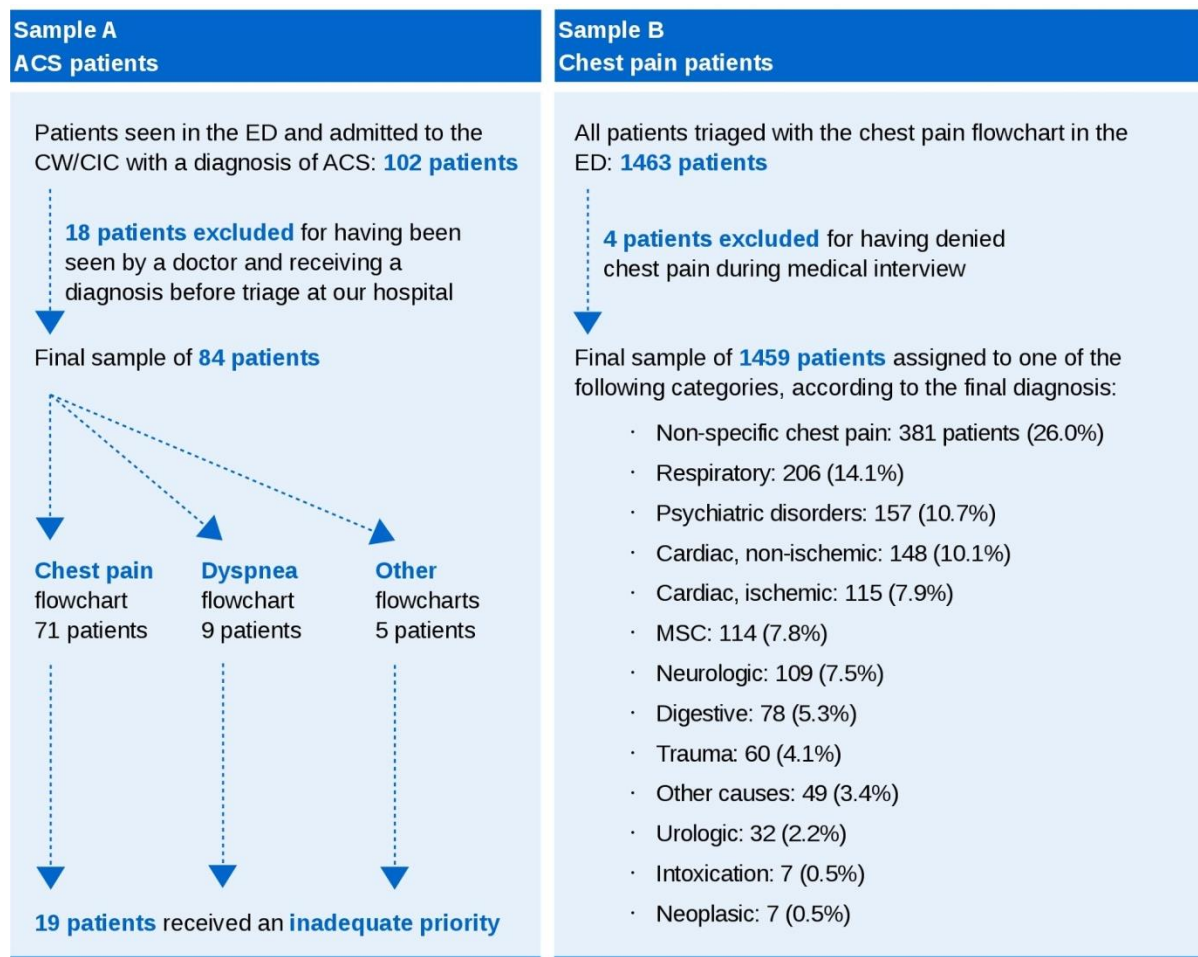 Sample A
ACS patients
Patients seen in the ED and admitted to the
CW/CIC with a diagnosis of ACS: 102 patients
18 patients excluded for having been
seen by a doctor and receiving a
diagnosis before triage at our hospital
Final sample of 84 patients
Chest pain
flowchart
71 patients
Dyspnea
flowchart
9 patients
Other
flowcharts
5 patients
19 patients received an inadequate priority
Sample B
Chest pain patients
All patients triaged with the chest pain flowchart in the
ED: 1463 patients
4 patients excluded for having denied
chest pain during medical interview
Final sample of 1459 patients assigned to one of the
following categories, according to the final diagnosis:
· Non-specific chest pain: 381 patients (26.0%)
· Respiratory: 206 (14.1%)
· Psychiatric disorders: 157 (10.7%)
· Cardiac, non-ischemic: 148 (10.1%)
· Cardiac, ischemic: 115 (7.9%)
· MSC: 114 (7.8%)
· Neurologic: 109 (7.5%)
· Digestive: 78 (5.3%)
· Trauma: 60 (4.1%)
· Other causes: 49 (3.4%)
· Urologic: 32 (2.2%)
· Intoxication: 7 (0.5%)
· Neoplasic: 7 (0.5%)